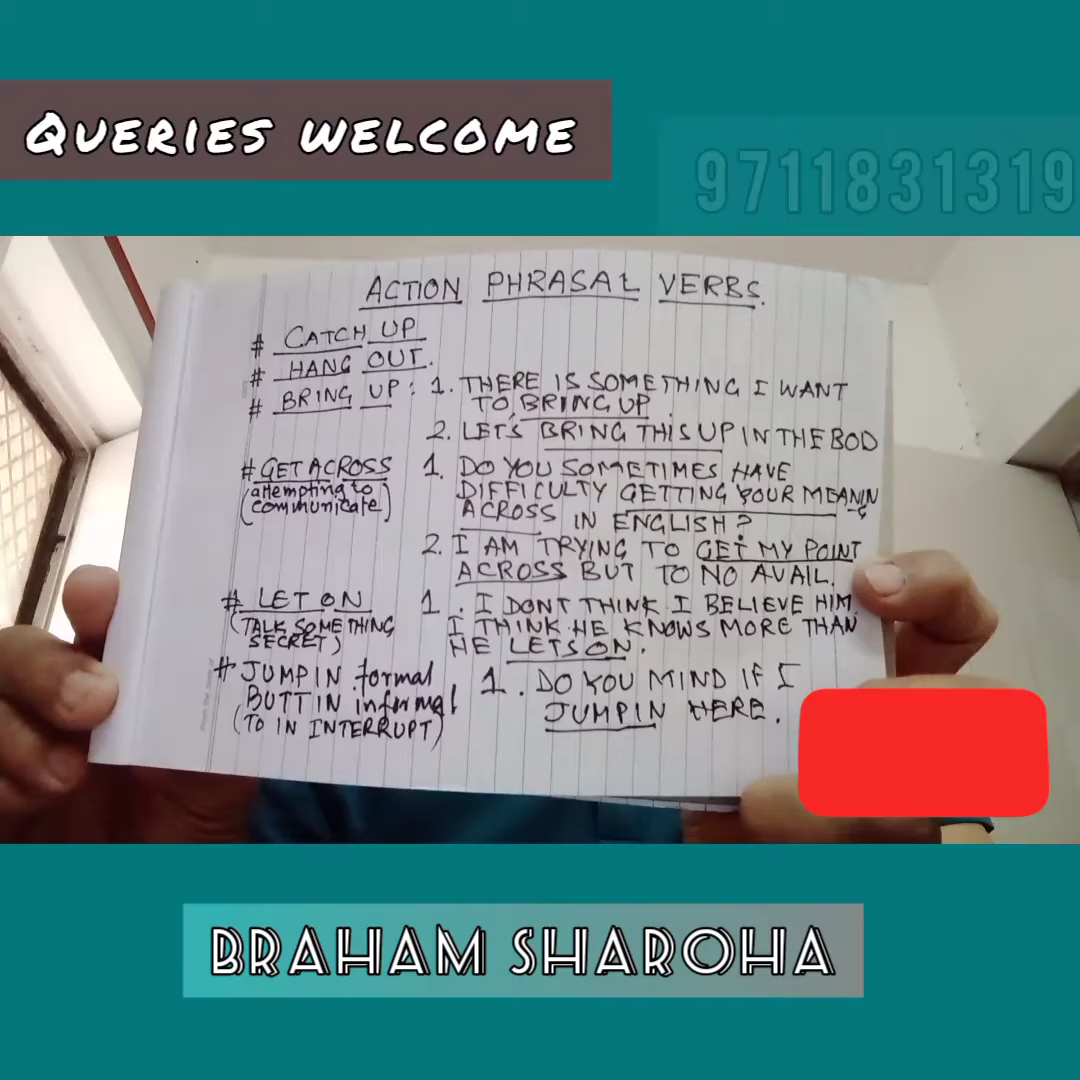 QUERIES WELCOME
9711831319
ACTION PHRASAL VERBS.
# CATCH UP
# HANG OUT.
# BRING UP : 1. THERE IS SOMETHING I WANT
TO BRING UP
2. LETS BRING THIS UP IN THE BOD
# GET ACROSS 1. DO YOU SOMETIMES HAVE
(attempting to DIFFICULTY GETTING YOUR MEANING
communicate) ACROSS IN ENGLISH?
2. I AM TRYING TO GET MY POINT
ACROSS BUT TO NO AVAIL.
# LET ON 1. I DONT THINK I BELIEVE HIM.
(TALK SOMETHING I THINK HE KNOWS MORE THAN
SECRET) HE LETS ON.
# JUMP IN formal 1. DO YOU MIND IF I
BUTT IN informal JUMP IN HERE.
(TO IN INTERRUPT)
BRAHAM SHAROHA